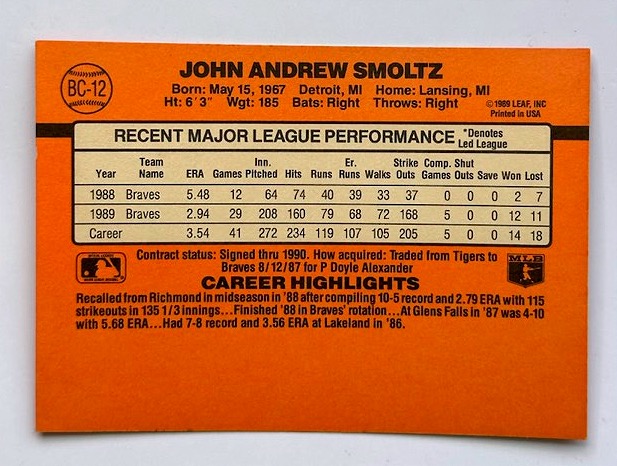 BC-12
JOHN ANDREW SMOLTZ
Born: May 15, 1967 Detroit, MI Home: Lansing, MI
Ht: 6'3" Wgt: 185 Bats: Right Throws: Right
©1989 LEAF, INC
Printed in USA
RECENT MAJOR LEAGUE PERFORMANCE *Denotes Led League
Year Team Name ERA Games Inn. Pitched Hits Runs Er. Runs Walks Strike Outs Comp. Games Shut Outs Save Won Lost
1988 Braves 5.48 12 64 74 40 39 33 37 0 0 0 2 7
1989 Braves 2.94 29 208 160 79 68 72 168 5 0 0 12 11
Career 3.54 41 272 234 119 107 105 205 5 0 0 14 18
Contract status: Signed thru 1990. How acquired: Traded from Tigers to
Braves 8/12/87 for P Doyle Alexander
MLB
CAREER HIGHLIGHTS
Recalled from Richmond in midseason in '88 after compiling 10-5 record and 2.79 ERA with 115
strikeouts in 135 1/3 innings...Finished '88 in Braves' rotation...At Glens Falls in '87 was 4-10
with 5.68 ERA...Had 7-8 record and 3.56 ERA at Lakeland in '86.